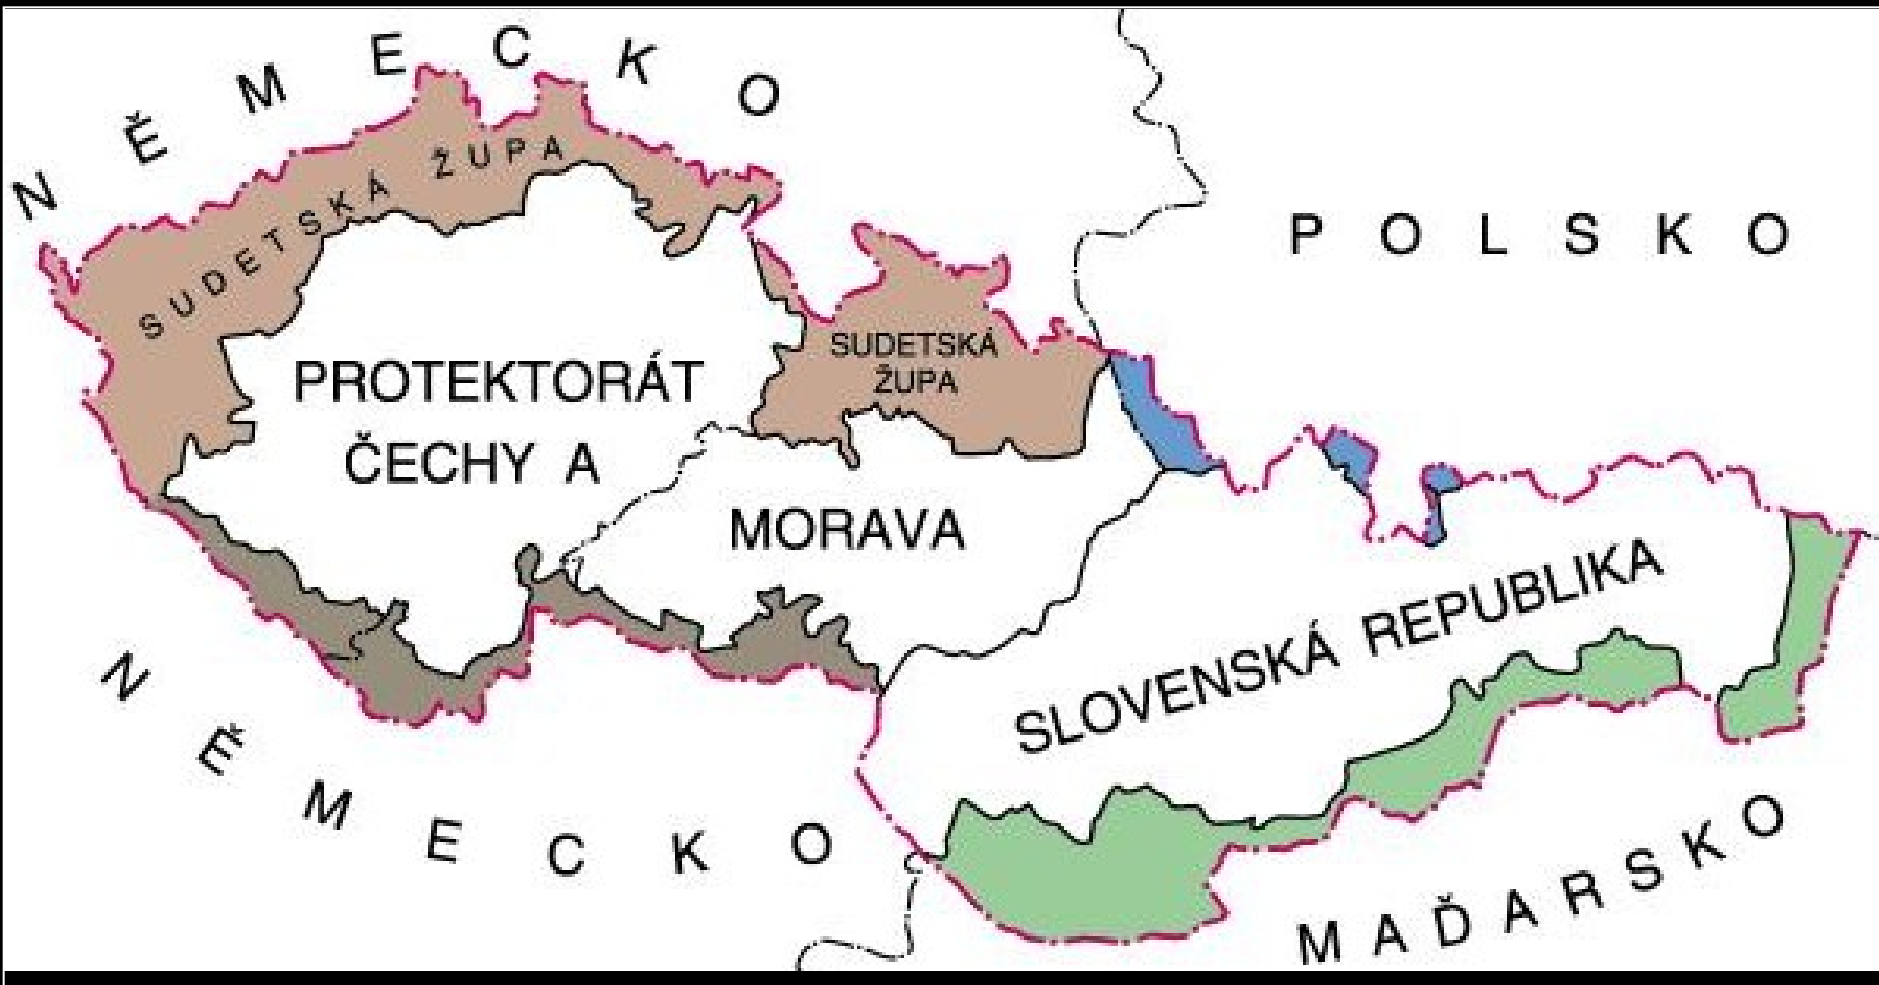 NĚMECKO
SUDETSKÁ ŽUPA
POLSKO
SUDETSKÁ
ŽUPA
PROTEKTORÁT
ČECHY A
MORAVA
SLOVENSKÁ REPUBLIKA
NĚMECKO
MAĎARSKO